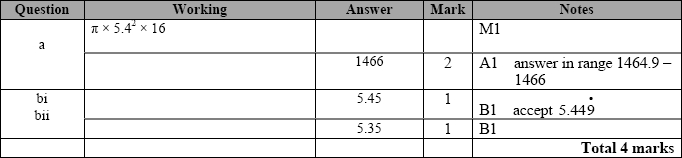 Question Working Answer Mark Notes
a π × 5.4² × 16 M1
1466 2 A1 answer in range 1464.9 –
1466
bi 5.45 1 B1 accept 5.449̇
bii 5.35 1 B1
Total 4 marks